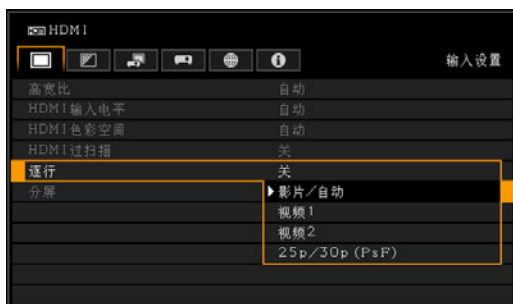 HDMI
输入设置
高宽比 自动
HDMI输入电平 自动
HDMI色彩空间 自动
HDMI过扫描 关
逐行 关
分屏 影片/自动
视频1
视频2
25p/30p(PsF)